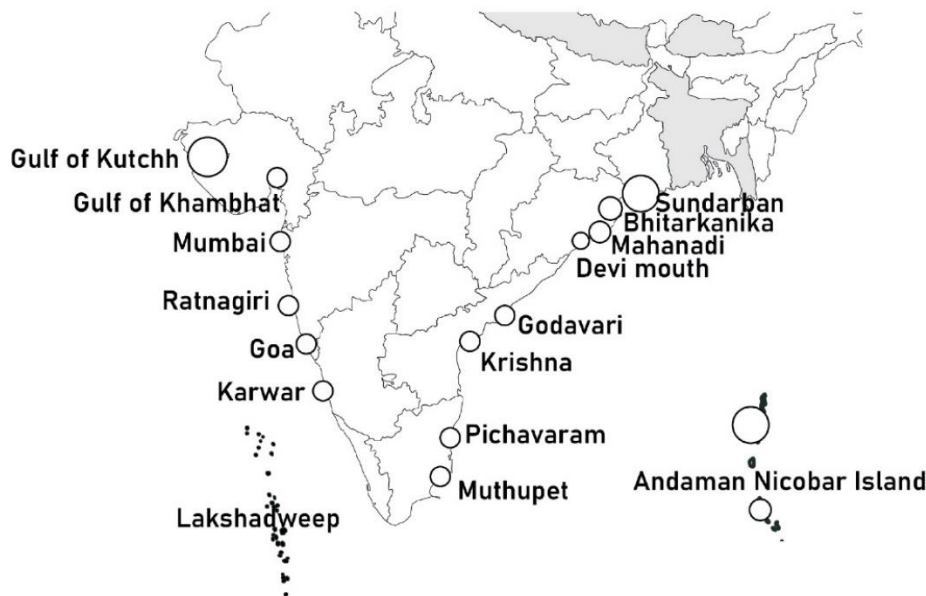 Gulf of Kutchh
Gulf of Khambhat
Sundarban
Bhitarkanika
Mumbai
Mahanadi
Devi mouth
Ratnagiri
Godavari
Goa
Krishna
Karwar
Pichavaram
Andaman Nicobar Island
Muthupet
Lakshadweep